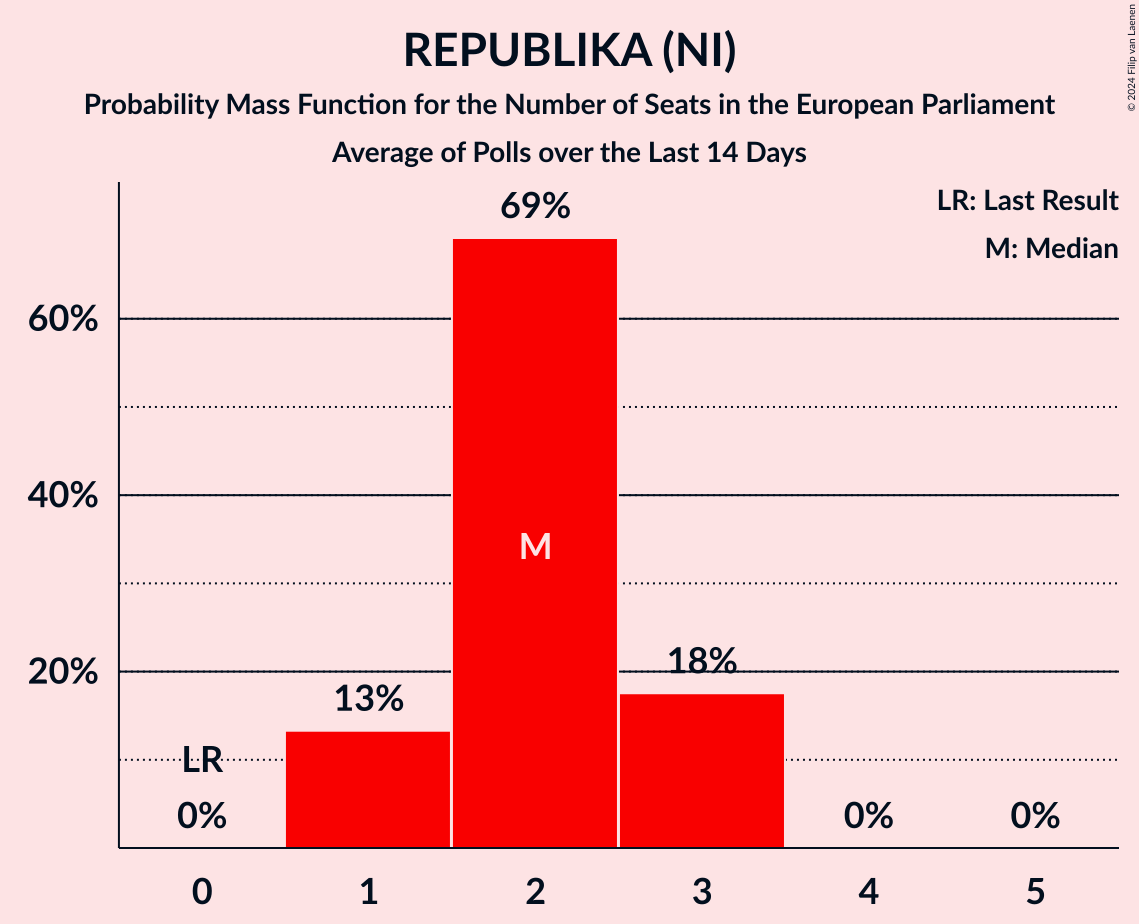 REPUBLIKA (NI)
Probability Mass Function for the Number of Seats in the European Parliament
Average of Polls over the Last 14 Days
© 2024 Filip van Laenen
LR: Last Result
M: Median
69%
60%
40%
M
20%
18%
13%
LR
0%
0%
0%
0 1 2 3 4 5